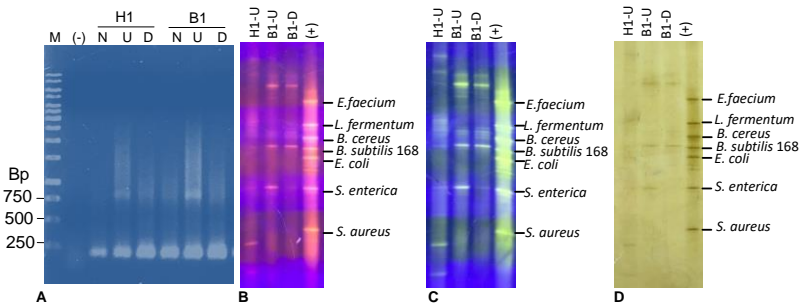 H1 B1
M (-) N U D N U D
Bp
750
500
250
A
H1-U
B1-U
B1-D
(+)
E.faecium
L. fermentum
B. cereus
B. subtilis 168
E. coli
S. enterica
S. aureus
B
H1-U
B1-U
B1-D
(+)
E.faecium
L. fermentum
B. cereus
B. subtilis 168
E. coli
S. enterica
S. aureus
C
H1-U
B1-U
B1-D
(+)
E.faecium
L. fermentum
B. cereus
B. subtilis 168
E. coli
S. enterica
S. aureus
D